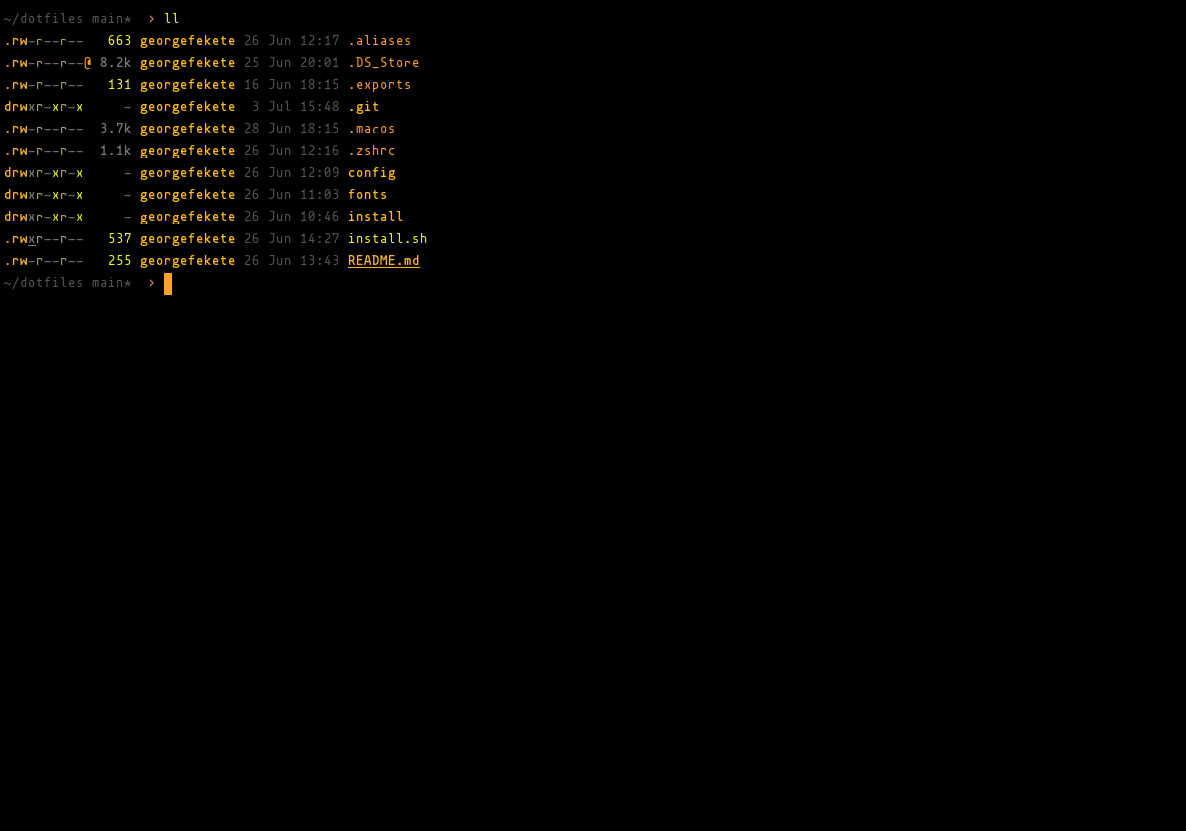 ~/dotfiles main* › ll
.rw-r--r-- 663 georgefekete 26 Jun 12:17 .aliases
.rw-r--r--@ 8.2k georgefekete 25 Jun 20:01 .DS_Store
.rw-r--r-- 131 georgefekete 16 Jun 18:15 .exports
drwxr-xr-x - georgefekete 3 Jul 15:48 .git
.rw-r--r-- 3.7k georgefekete 28 Jun 18:15 .macos
.rw-r--r-- 1.1k georgefekete 26 Jun 12:16 .zshrc
drwxr-xr-x - georgefekete 26 Jun 12:09 config
drwxr-xr-x - georgefekete 26 Jun 11:03 fonts
drwxr-xr-x - georgefekete 26 Jun 10:46 install
.rwxr--r-- 537 georgefekete 26 Jun 14:27 install.sh
.rw-r--r-- 255 georgefekete 26 Jun 13:43 README.md
~/dotfiles main* ›